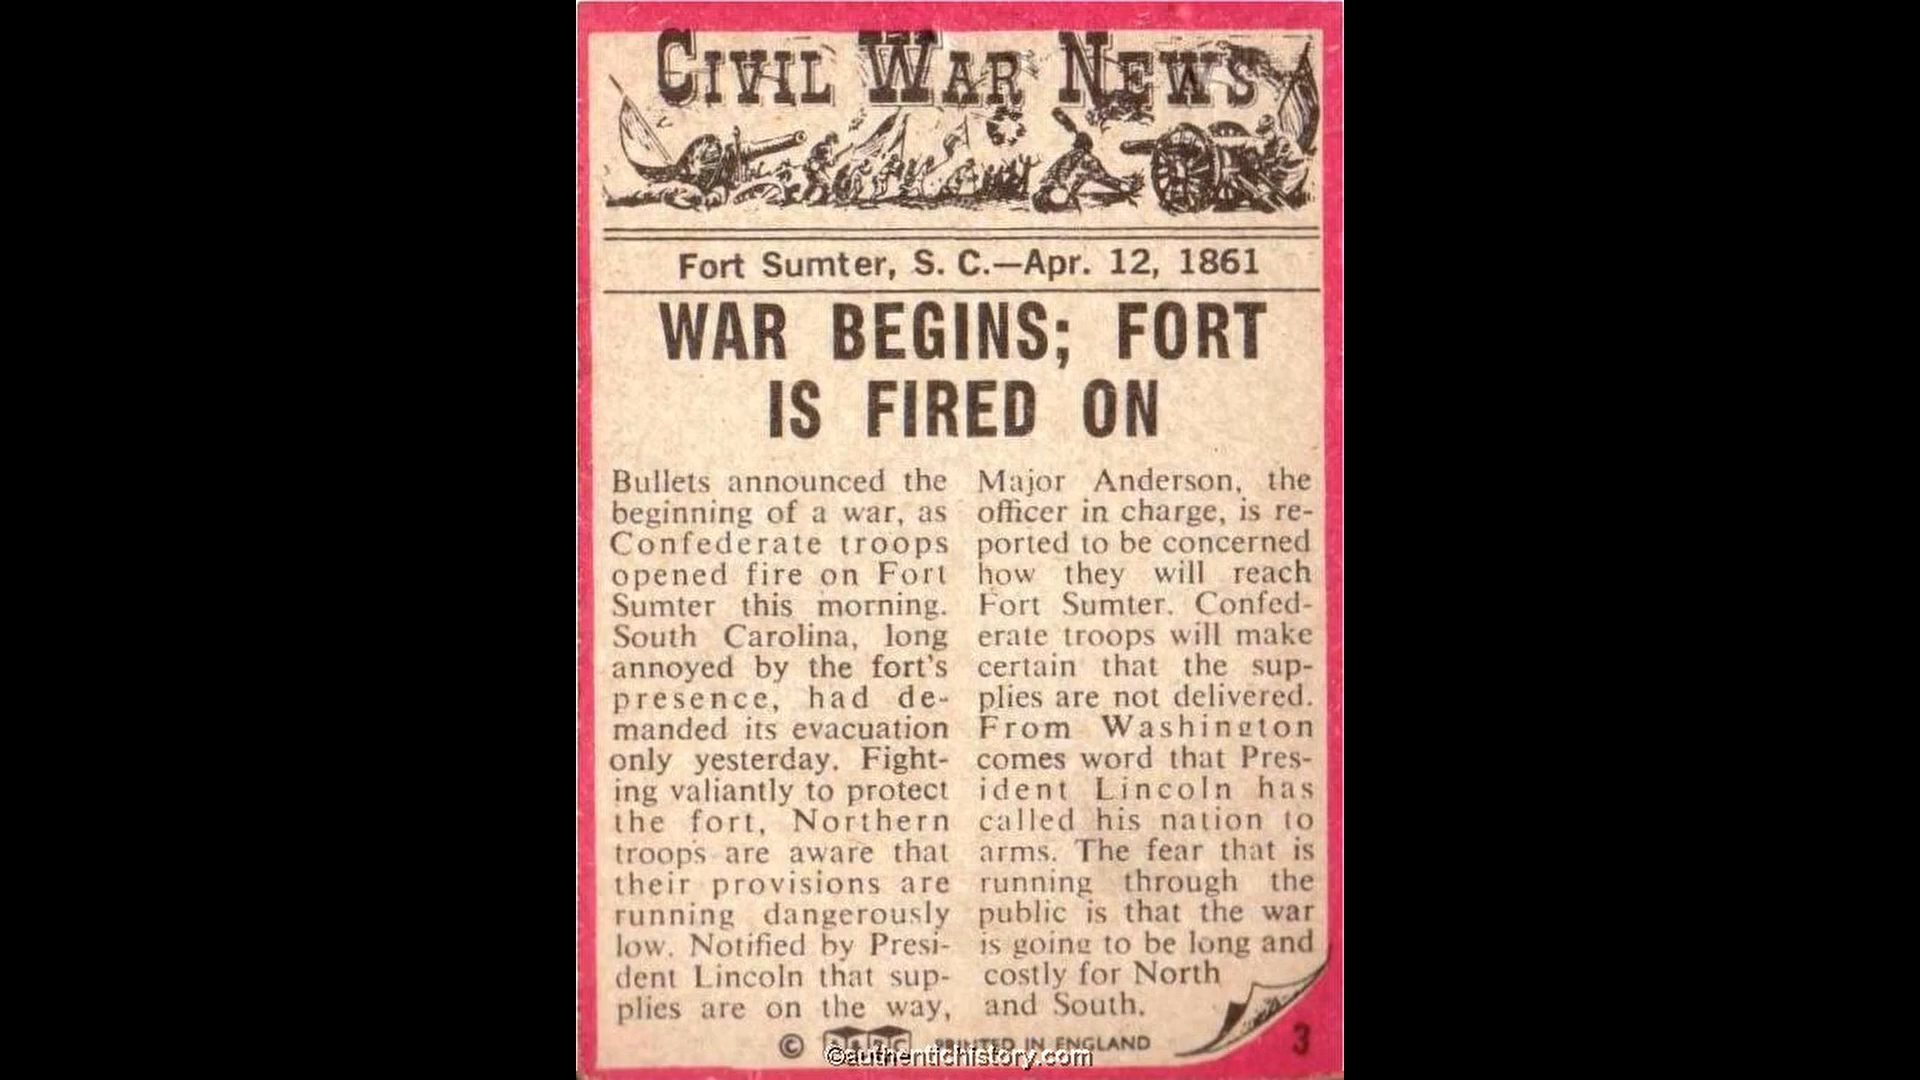 CIVIL WAR NEWS
Fort Sumter, S. C.—Apr. 12, 1861
WAR BEGINS; FORT
IS FIRED ON
Bullets announced the
beginning of a war, as
Confederate troops
opened fire on Fort
Sumter this morning.
South Carolina, long
annoyed by the fort's
presence, had de-
manded its evacuation
only yesterday. Fight-
ing valiantly to protect
the fort, Northern
troops are aware that
their provisions are
running dangerously
low. Notified by Presi-
dent Lincoln that sup-
plies are on the way,
Major Anderson, the
officer in charge, is re-
ported to be concerned
how they will reach
Fort Sumter. Confed-
erate troops will make
certain that the sup-
plies are not delivered.
From Washington
comes word that Pres-
ident Lincoln has
called his nation to
arms. The fear that is
running through the
public is that the war
is going to be long and
costly for North
and South.
© A&BC PRINTED IN ENGLAND
3
©authentichistory.com